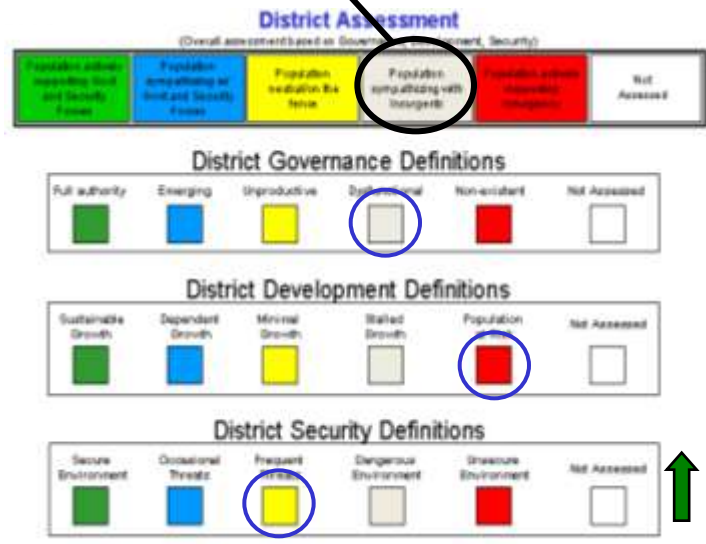 District Assessment
(Overall assessment based on Governance, Development, Security)
Population actively supporting Govt and Security Forces
Population sympathizing w/ Govt and Security Forces
Population neutral/on the fence
Population sympathizing with Insurgents
Population actively supporting Insurgency
Not Assessed
District Governance Definitions
Full authority Emerging Unproductive Dysfunctional Non-existent Not Assessed
District Development Definitions
Sustainable Growth Dependent Growth Minimal Growth Stalled Growth Population at Risk Not Assessed
District Security Definitions
Secure Environment Occasional Threats Frequent Threats Dangerous Environment Unsecure Environment Not Assessed